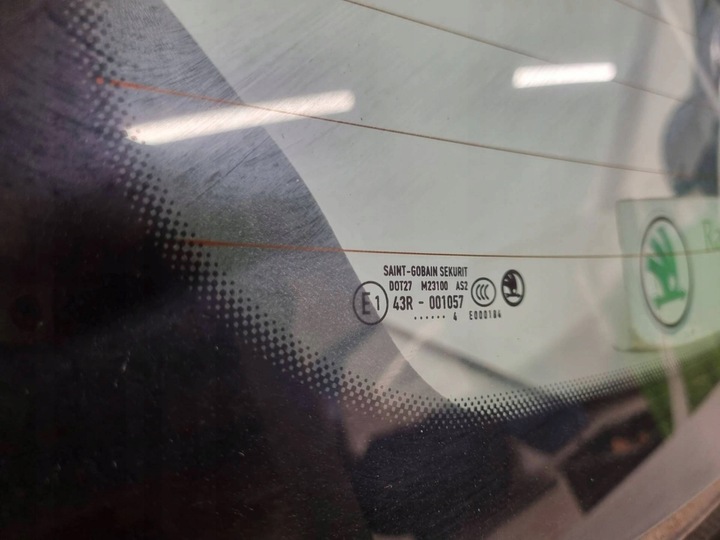 SAINT-GOBAIN SEKURIT
DOT27 M23100 AS2
E1 43R - 001057
...... 4 E000184